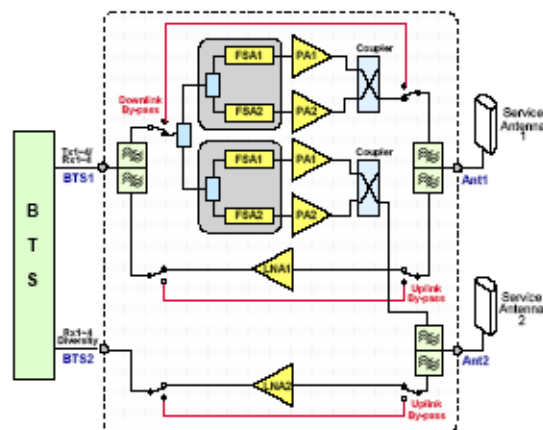 FSA1
PA1
Coupler
FSA2
PA2
Downlink
By-pass
Service
Antenna
1
Tx1~4/
Rx1~4
BTS1
FSA1
PA1
Coupler
FSA2
PA2
Ant1
B
T
S
LNA1
Uplink
By-pass
Service
Antenna
2
Rx1~4
Diversity
BTS2
Ant2
LNA2
Uplink
By-pass